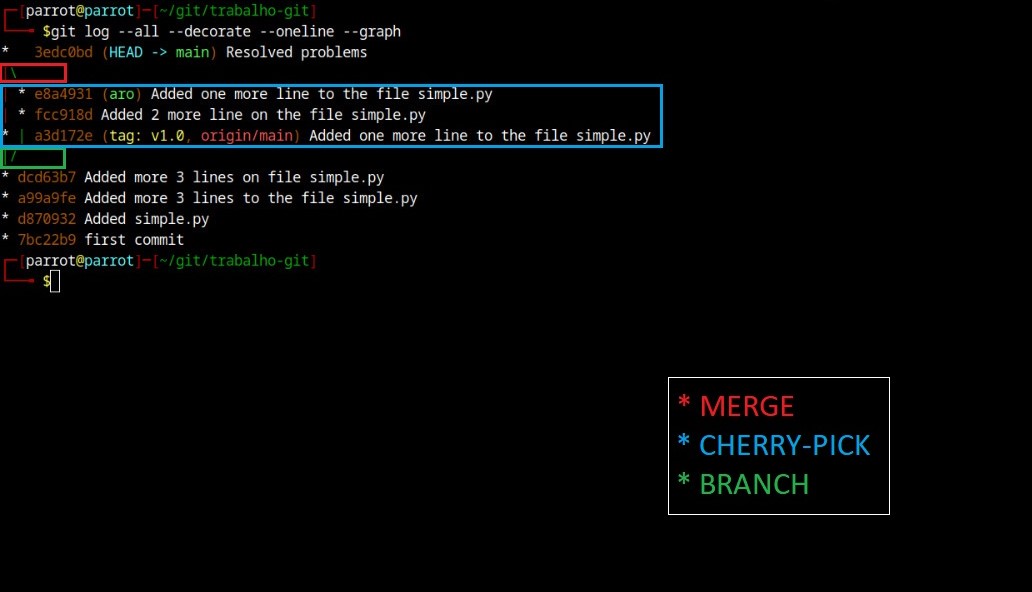 ┌─[parrot@parrot]─[~/git/trabalho-git]
└──╼ $git log --all --decorate --oneline --graph
*   3edc0bd (HEAD -> main) Resolved problems
|\
| * e8a4931 (aro) Added one more line to the file simple.py
| * fcc918d Added 2 more line on the file simple.py
* | a3d172e (tag: v1.0, origin/main) Added one more line to the file simple.py
|/
* dcd63b7 Added more 3 lines on file simple.py
* a99a9fe Added more 3 lines to the file simple.py
* d870932 Added simple.py
* 7bc22b9 first commit
┌─[parrot@parrot]─[~/git/trabalho-git]
└──╼ $
* MERGE
* CHERRY-PICK
* BRANCH